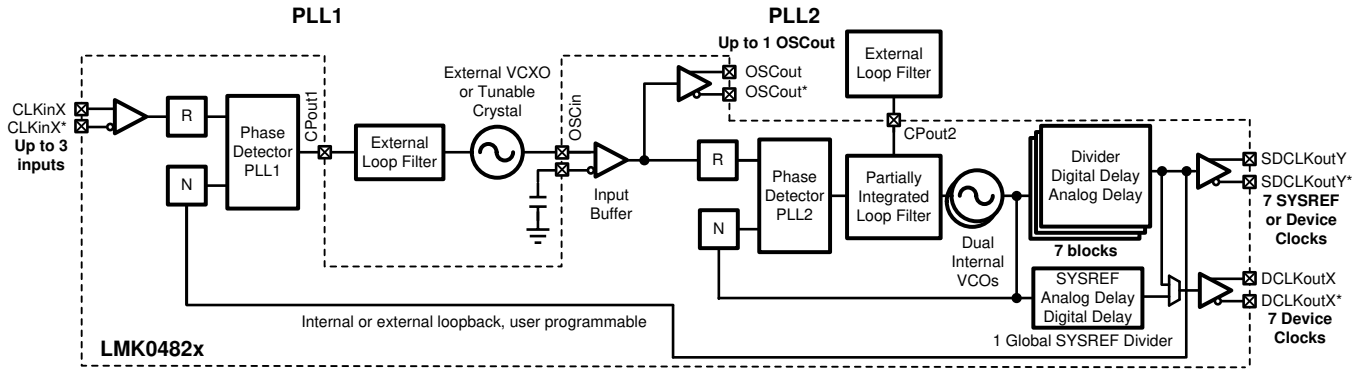 PLL1
PLL2
Up to 1 OSCout
OSCout
OSCout*
External
Loop Filter
External VCXO
or Tunable
Crystal
CLKinX
CLKinX*
Up to 3
inputs
R
N
Phase
Detector
PLL1
CPout1
External
Loop Filter
OSCin
Input
Buffer
R
N
Phase
Detector
PLL2
CPout2
Partially
Integrated
Loop Filter
Dual
Internal
VCOs
Divider
Digital Delay
Analog Delay
7 blocks
SDCLKoutY
SDCLKoutY*
7 SYSREF
or Device
Clocks
SYSREF
Analog Delay
Digital Delay
1 Global SYSREF Divider
DCLKoutX
DCLKoutX*
7 Device
Clocks
Internal or external loopback, user programmable
LMK0482x